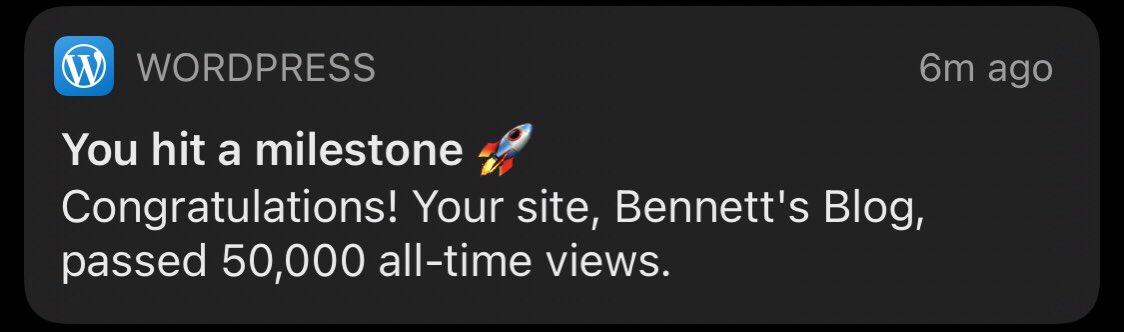 WORDPRESS 6m ago
You hit a milestone 🚀
Congratulations! Your site, Bennett's Blog,
passed 50,000 all-time views.